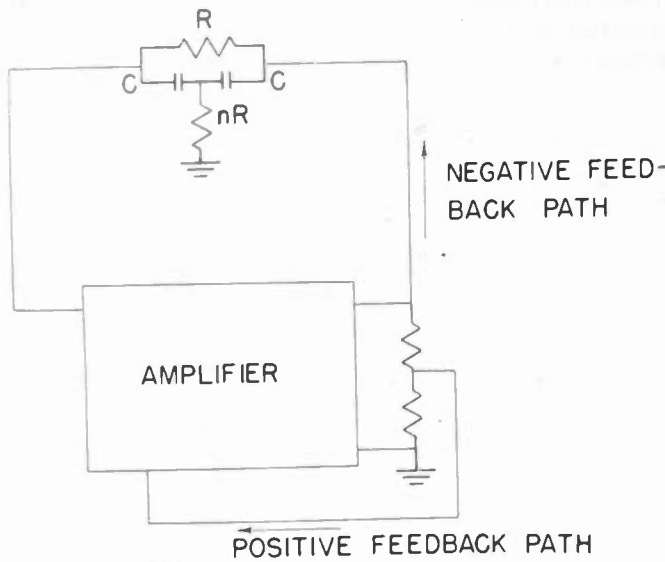 R
C
C
nR
NEGATIVE FEED-
BACK PATH
AMPLIFIER
POSITIVE FEEDBACK PATH